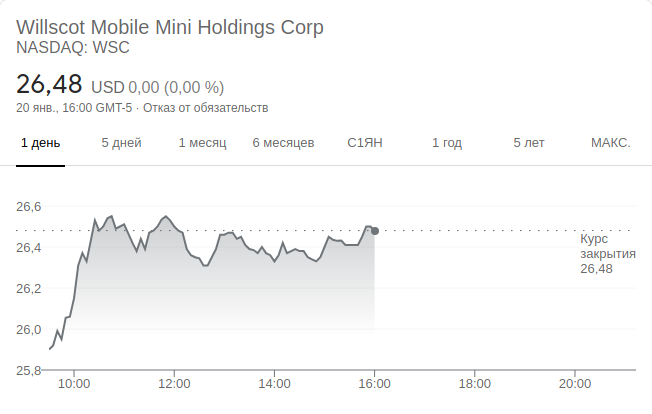 Willscot Mobile Mini Holdings Corp
NASDAQ: WSC
26,48 USD 0,00 (0,00 %)
20 янв., 16:00 GMT-5 · Отказ от обязательств
1 день 5 дней 1 месяц 6 месяцев С1ЯН 1 год 5 лет МАКС.
26,6
26,4
26,2
26,0
25,8
Курс
закрытия
26,48
10:00 12:00 14:00 16:00 18:00 20:00